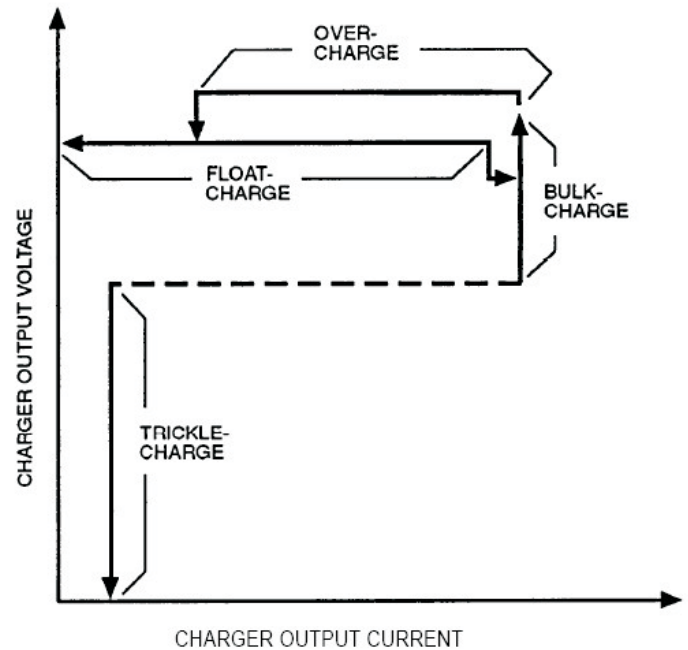 OVER-
CHARGE
FLOAT-
CHARGE
BULK-
CHARGE
TRICKLE-
CHARGE
CHARGER OUTPUT VOLTAGE
CHARGER OUTPUT CURRENT